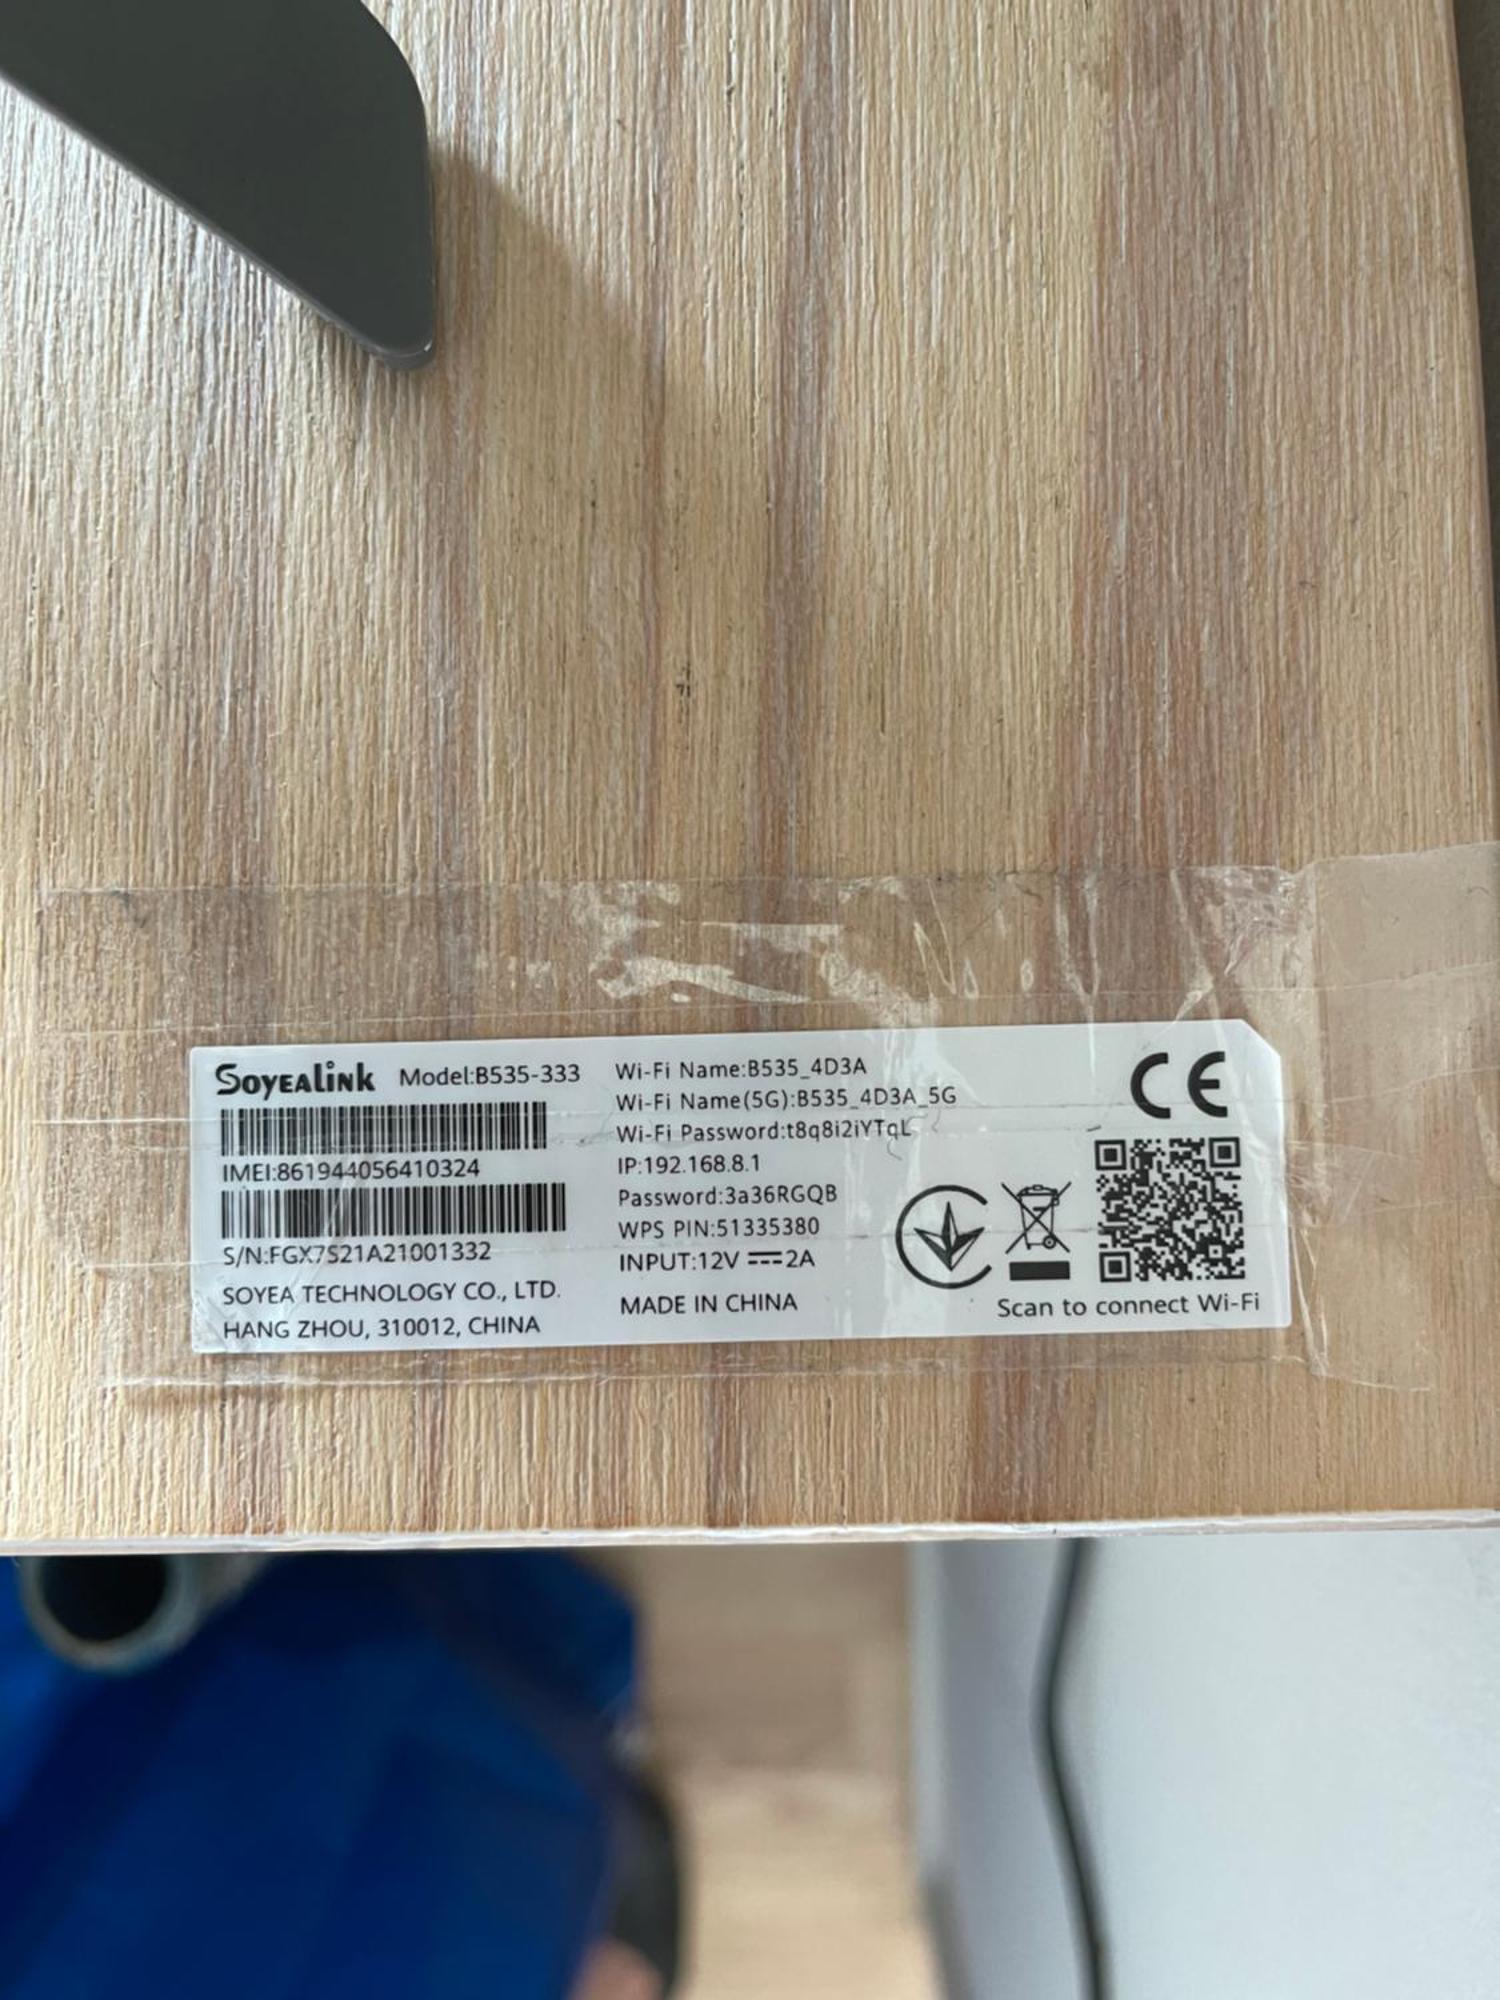 SOYEALINK Model:B535-333
IMEI:861944056410324
S/N:FGX7S21A21001332
SOYEA TECHNOLOGY CO., LTD.
HANG ZHOU, 310012, CHINA
Wi-Fi Name:B535_4D3A
Wi-Fi Name(5G):B535_4D3A_5G
Wi-Fi Password:t8q8i2iYTqL
IP:192.168.8.1
Password:3a36RGQB
WPS PIN:51335380
INPUT:12V ⎓2A
MADE IN CHINA
CE
Scan to connect Wi-Fi